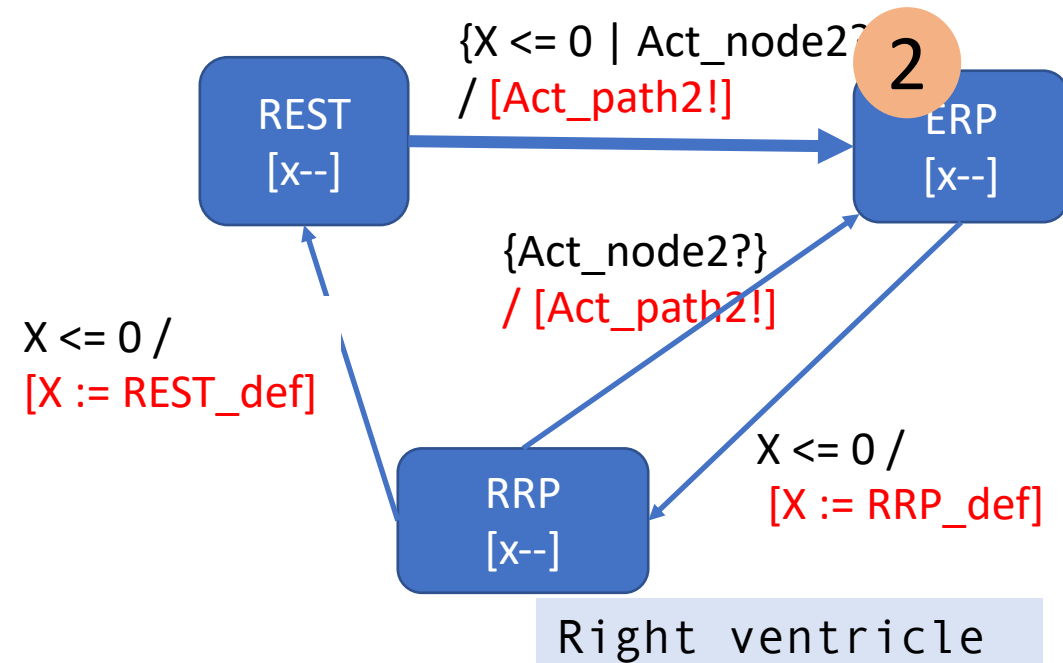 {X <= 0 | Act_node2?
/ [Act_path2!]
2
REST
[x--]
ERP
[x--]
{Act_node2?}
/ [Act_path2!]
X <= 0 /
[X := REST_def]
X <= 0 /
[X := RRP_def]
RRP
[x--]
Right ventricle